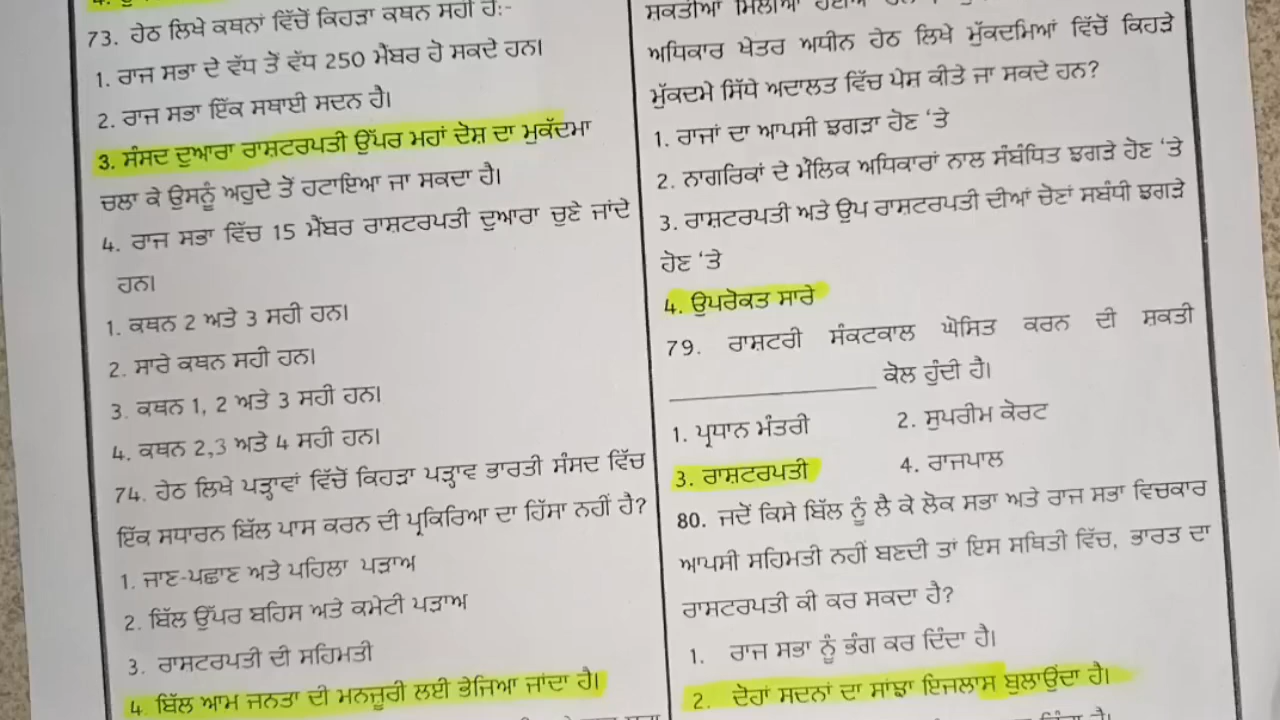 73. ਹੇਠ ਲਿਖੇ ਕਥਨਾਂ ਵਿੱਚੋਂ ਕਿਹੜਾ ਕਥਨ ਸਹੀ ਹੈ:-
1. ਰਾਜ ਸਭਾ ਦੇ ਵੱਧ ਤੋਂ ਵੱਧ 250 ਮੈਂਬਰ ਹੋ ਸਕਦੇ ਹਨ।
2. ਰਾਜ ਸਭਾ ਇੱਕ ਸਥਾਈ ਸਦਨ ਹੈ।
3. ਸੰਸਦ ਦੁਆਰਾ ਰਾਸ਼ਟਰਪਤੀ ਉੱਪਰ ਮਹਾਂ ਦੋਸ਼ ਦਾ ਮੁਕੱਦਮਾ
ਚਲਾ ਕੇ ਉਸਨੂੰ ਅਹੁਦੇ ਤੋਂ ਹਟਾਇਆ ਜਾ ਸਕਦਾ ਹੈ।
4. ਰਾਜ ਸਭਾ ਵਿੱਚ 15 ਮੈਂਬਰ ਰਾਸ਼ਟਰਪਤੀ ਦੁਆਰਾ ਚੁਣੇ ਜਾਂਦੇ
ਹਨ।
1. ਕਥਨ 2 ਅਤੇ 3 ਸਹੀ ਹਨ।
2. ਸਾਰੇ ਕਥਨ ਸਹੀ ਹਨ।
3. ਕਥਨ 1, 2 ਅਤੇ 3 ਸਹੀ ਹਨ।
4. ਕਥਨ 2,3 ਅਤੇ 4 ਸਹੀ ਹਨ।
74. ਹੇਠ ਲਿਖੇ ਪੜ੍ਹਾਵਾਂ ਵਿੱਚੋਂ ਕਿਹੜਾ ਪੜ੍ਹਾਵ ਭਾਰਤੀ ਸੰਸਦ ਵਿੱਚ
ਇੱਕ ਸਧਾਰਨ ਬਿੱਲ ਪਾਸ ਕਰਨ ਦੀ ਪ੍ਰਕਿਰਿਆ ਦਾ ਹਿੱਸਾ ਨਹੀਂ ਹੈ?
1. ਜਾਣ-ਪਛਾਣ ਅਤੇ ਪਹਿਲਾ ਪੜਾਅ
2. ਬਿੱਲ ਉੱਪਰ ਬਹਿਸ ਅਤੇ ਕਮੇਟੀ ਪੜਾਅ
3. ਰਾਸ਼ਟਰਪਤੀ ਦੀ ਸਹਿਮਤੀ
4. ਬਿੱਲ ਆਮ ਜਨਤਾ ਦੀ ਮਨਜੂਰੀ ਲਈ ਭੇਜਿਆ ਜਾਂਦਾ ਹੈ।
ਸ਼ਕਤੀਆਂ ਮਿਲੀਆਂ
ਅਧਿਕਾਰ ਖੇਤਰ ਅਧੀਨ ਹੇਠ ਲਿਖੇ ਮੁੱਕਦਮਿਆਂ ਵਿੱਚੋਂ ਕਿਹੜੇ
ਮੁੱਕਦਮੇ ਸਿੱਧੇ ਅਦਾਲਤ ਵਿੱਚ ਪੇਸ਼ ਕੀਤੇ ਜਾ ਸਕਦੇ ਹਨ?
1. ਰਾਜਾਂ ਦਾ ਆਪਸੀ ਝਗੜਾ ਹੋਣ 'ਤੇ
2. ਨਾਗਰਿਕਾਂ ਦੇ ਮੌਲਿਕ ਅਧਿਕਾਰਾਂ ਨਾਲ ਸੰਬੰਧਿਤ ਝਗੜੇ ਹੋਣ 'ਤੇ
3. ਰਾਸ਼ਟਰਪਤੀ ਅਤੇ ਉਪ ਰਾਸ਼ਟਰਪਤੀ ਦੀਆਂ ਚੋਣਾਂ ਸਬੰਧੀ ਝਗੜੇ
ਹੋਣ 'ਤੇ
4. ਉਪਰੋਕਤ ਸਾਰੇ
79. ਰਾਸ਼ਟਰੀ ਸੰਕਟਕਾਲ ਘੋਸਿਤ ਕਰਨ ਦੀ ਸ਼ਕਤੀ
____________ ਕੋਲ ਹੁੰਦੀ ਹੈ।
1. ਪ੍ਰਧਾਨ ਮੰਤਰੀ 2. ਸੁਪਰੀਮ ਕੋਰਟ
3. ਰਾਸ਼ਟਰਪਤੀ 4. ਰਾਜਪਾਲ
80. ਜਦੋਂ ਕਿਸੇ ਬਿੱਲ ਨੂੰ ਲੈ ਕੇ ਲੋਕ ਸਭਾ ਅਤੇ ਰਾਜ ਸਭਾ ਵਿਚਕਾਰ
ਆਪਸੀ ਸਹਿਮਤੀ ਨਹੀਂ ਬਣਦੀ ਤਾਂ ਇਸ ਸਥਿਤੀ ਵਿੱਚ, ਭਾਰਤ ਦਾ
ਰਾਸ਼ਟਰਪਤੀ ਕੀ ਕਰ ਸਕਦਾ ਹੈ?
1. ਰਾਜ ਸਭਾ ਨੂੰ ਭੰਗ ਕਰ ਦਿੰਦਾ ਹੈ।
2. ਦੋਹਾਂ ਸਦਨਾਂ ਦਾ ਸਾਂਝਾ ਇਜਲਾਸ ਬੁਲਾਉਂਦਾ ਹੈ।